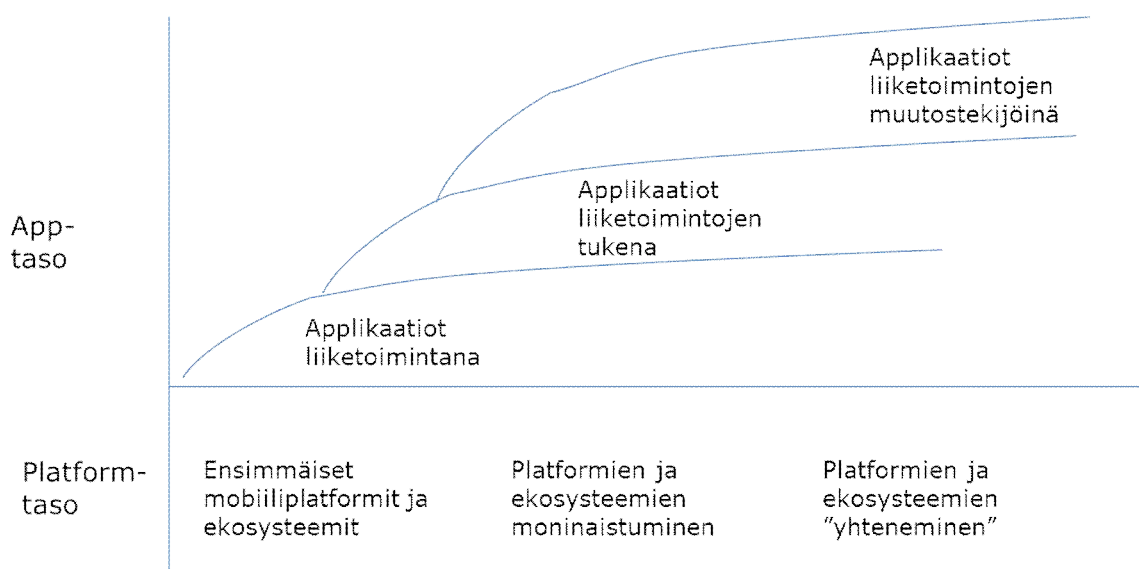 Applikaatiot
liiketoimintojen
muutostekijöinä
App-
taso
Applikaatiot
liiketoimintojen
tukena
Applikaatiot
liiketoimintana
Platform-
taso
Ensimmäiset
mobiiliplatformit ja
ekosysteemit
Platformien ja
ekosysteemien
moninaistuminen
Platformien ja
ekosysteemien
”yhteneminen”